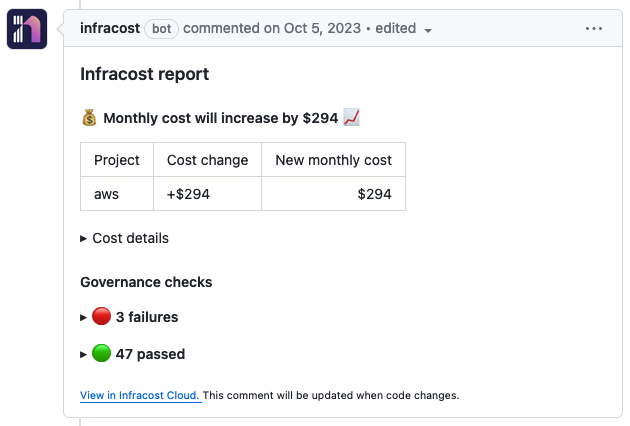 infracost bot commented on Oct 5, 2023 • edited
Infracost report
💰 Monthly cost will increase by $294 📈
Project Cost change New monthly cost
aws +$294 $294
▸ Cost details
Governance checks
▸ 🔴 3 failures
▸ 🟢 47 passed
View in Infracost Cloud. This comment will be updated when code changes.